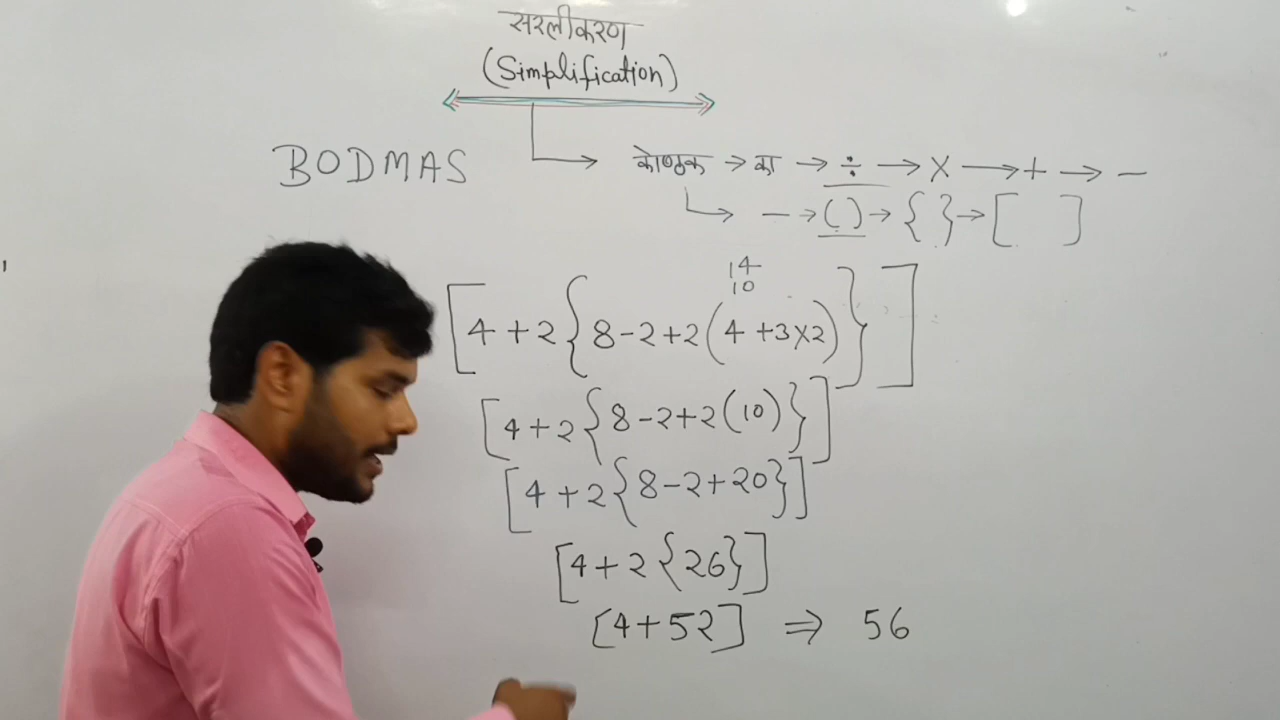 सरलीकरण
(Simplification)
BODMAS
कोष्ठक → का → ÷ → × → + → −
— → ( ) → { } → [ ]
14
10
[4 + 2 {8 − 2 + 2 (4 + 3 × 2)}]
[4 + 2 {8 − 2 + 2 (10)}]
[4 + 2 {8 − 2 + 20}]
[4 + 2 {26}]
[4 + 52] ⇒ 56